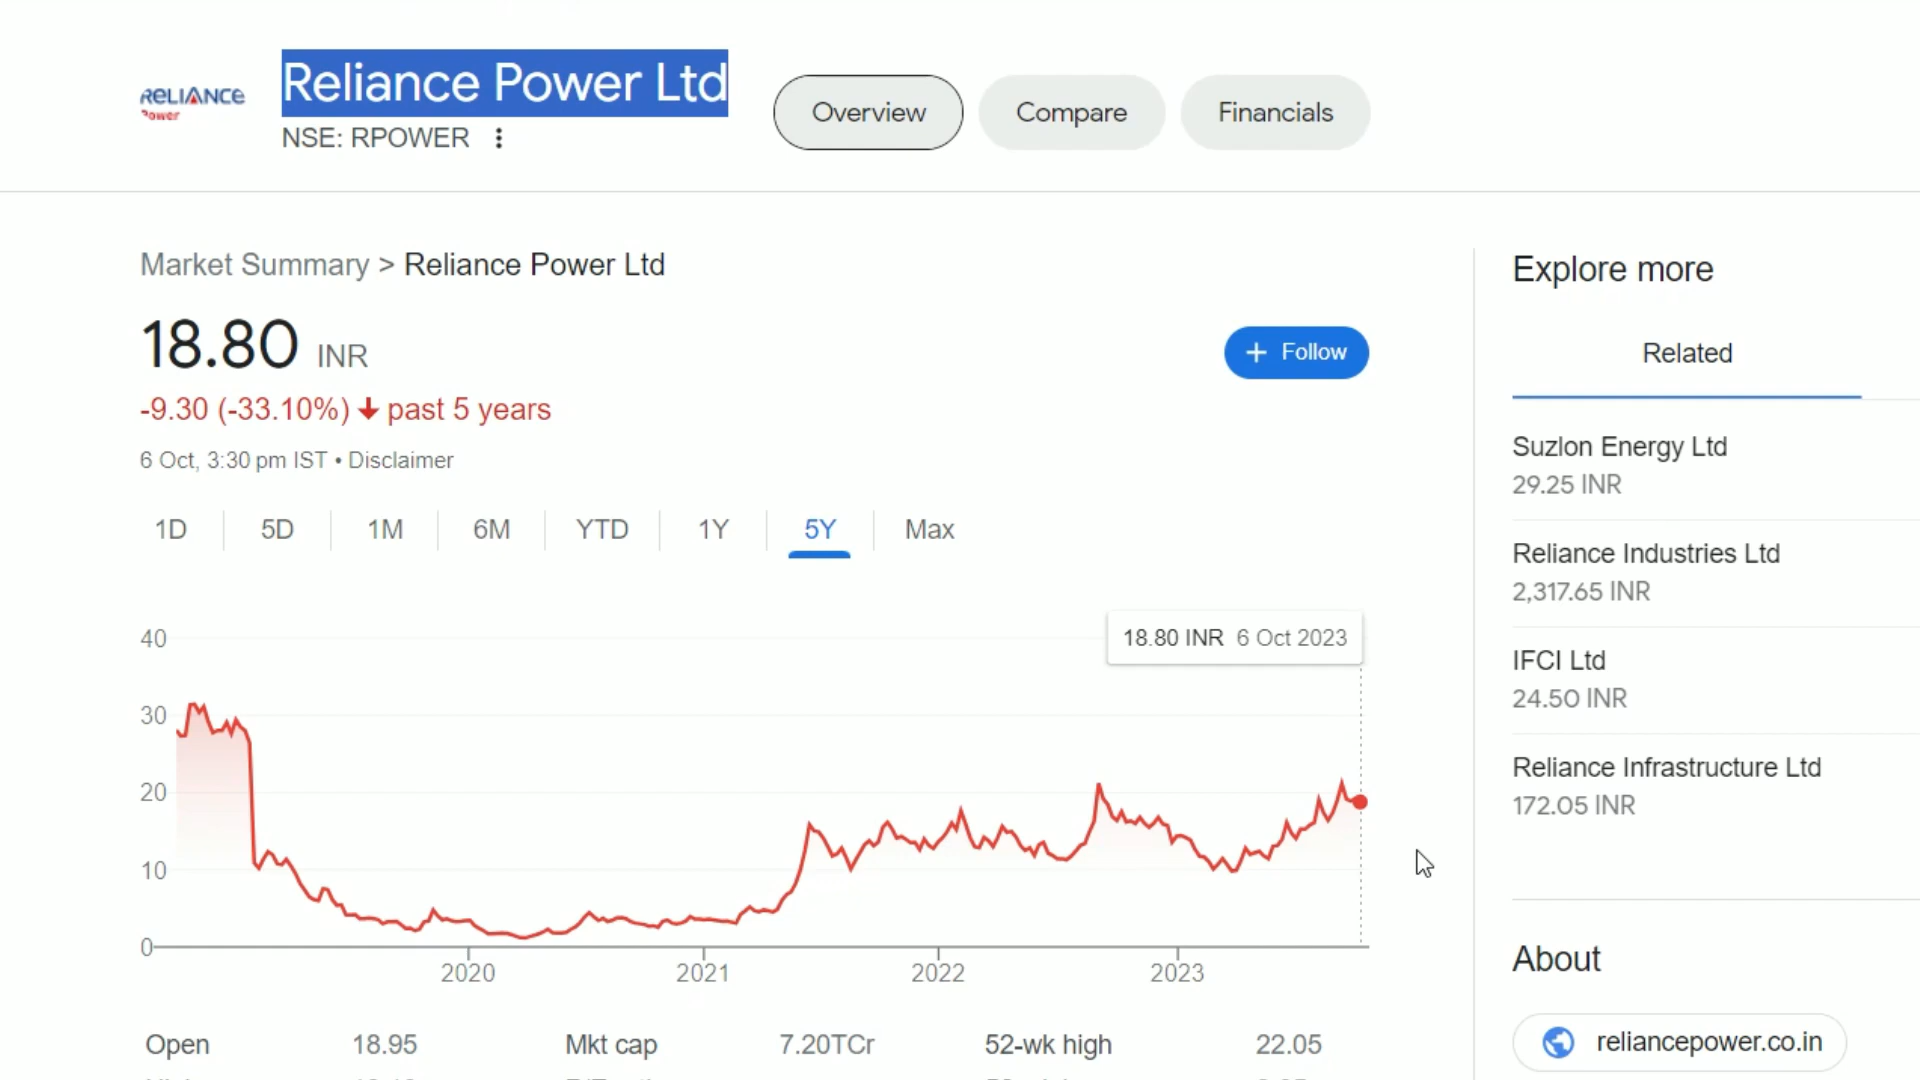 RELIANCE
Power
Reliance Power Ltd
NSE: RPOWER
Overview
Compare
Financials
Market Summary > Reliance Power Ltd
18.80 INR
+ Follow
-9.30 (-33.10%) past 5 years
6 Oct, 3:30 pm IST • Disclaimer
1D 5D 1M 6M YTD 1Y 5Y Max
18.80 INR 6 Oct 2023
40
30
20
10
0
2020 2021 2022 2023
Open 18.95 Mkt cap 7.20TCr 52-wk high 22.05
Explore more
Related
Suzlon Energy Ltd
29.25 INR
Reliance Industries Ltd
2,317.65 INR
IFCI Ltd
24.50 INR
Reliance Infrastructure Ltd
172.05 INR
About
reliancepower.co.in